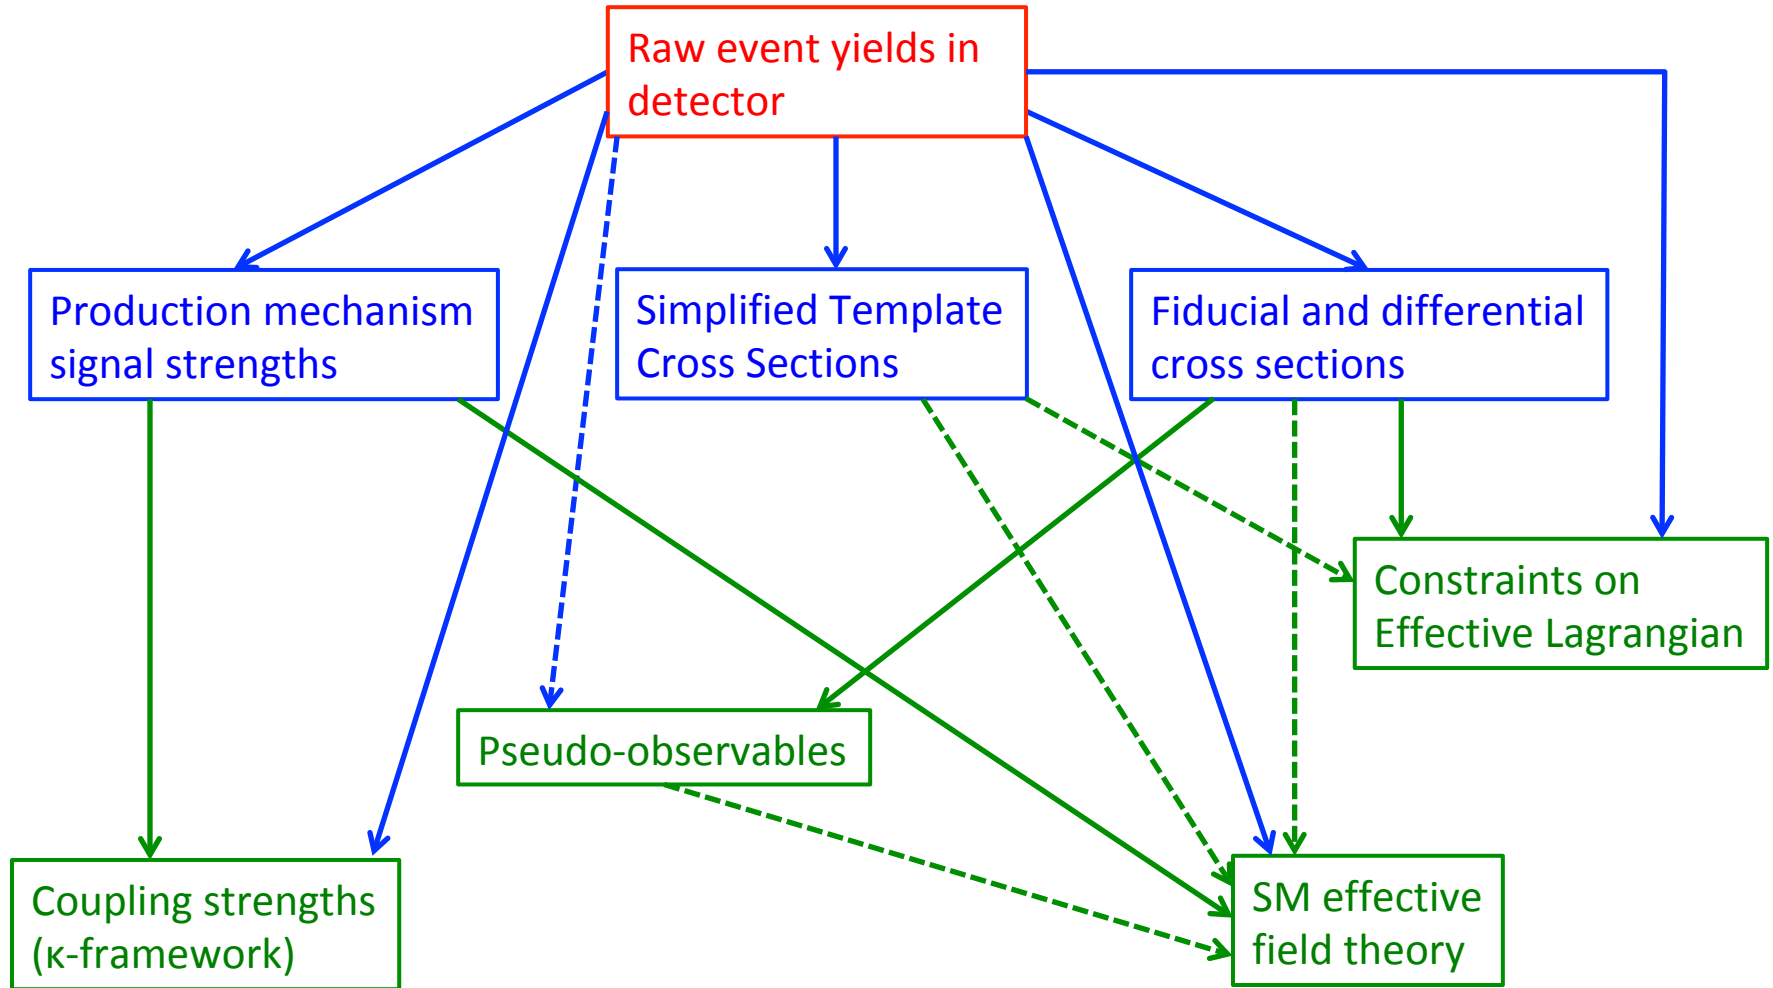 Raw event yields in
detector
Production mechanism
signal strengths
Simplified Template
Cross Sections
Fiducial and differential
cross sections
Constraints on
Effective Lagrangian
Pseudo-observables
Coupling strengths
(κ-framework)
SM effective
field theory